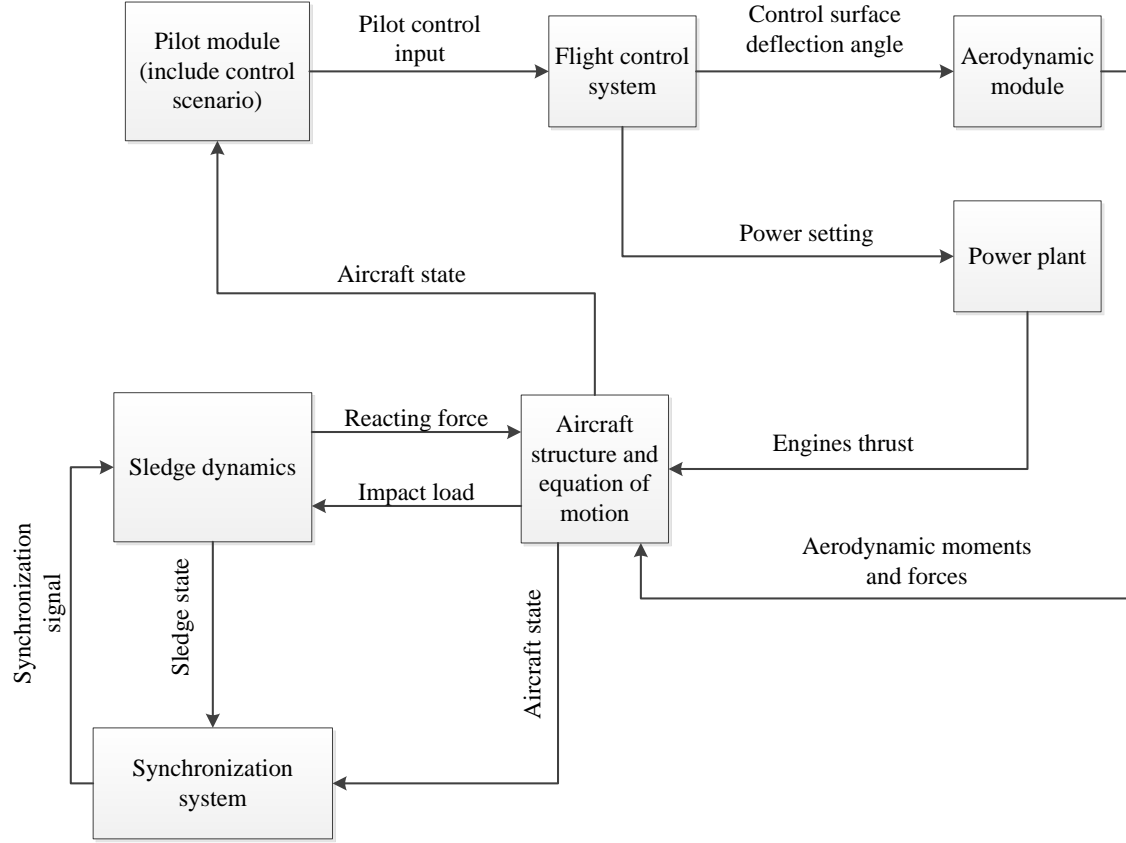 Pilot module
(include control
scenario)
Pilot control
input
Flight control
system
Control surface
deflection angle
Aerodynamic
module
Power setting
Power plant
Aircraft state
Sledge dynamics
Reacting force
Impact load
Aircraft
structure and
equation of
motion
Engines thrust
Aerodynamic moments
and forces
Synchronization
signal
Sledge state
Aircraft state
Synchronization
system